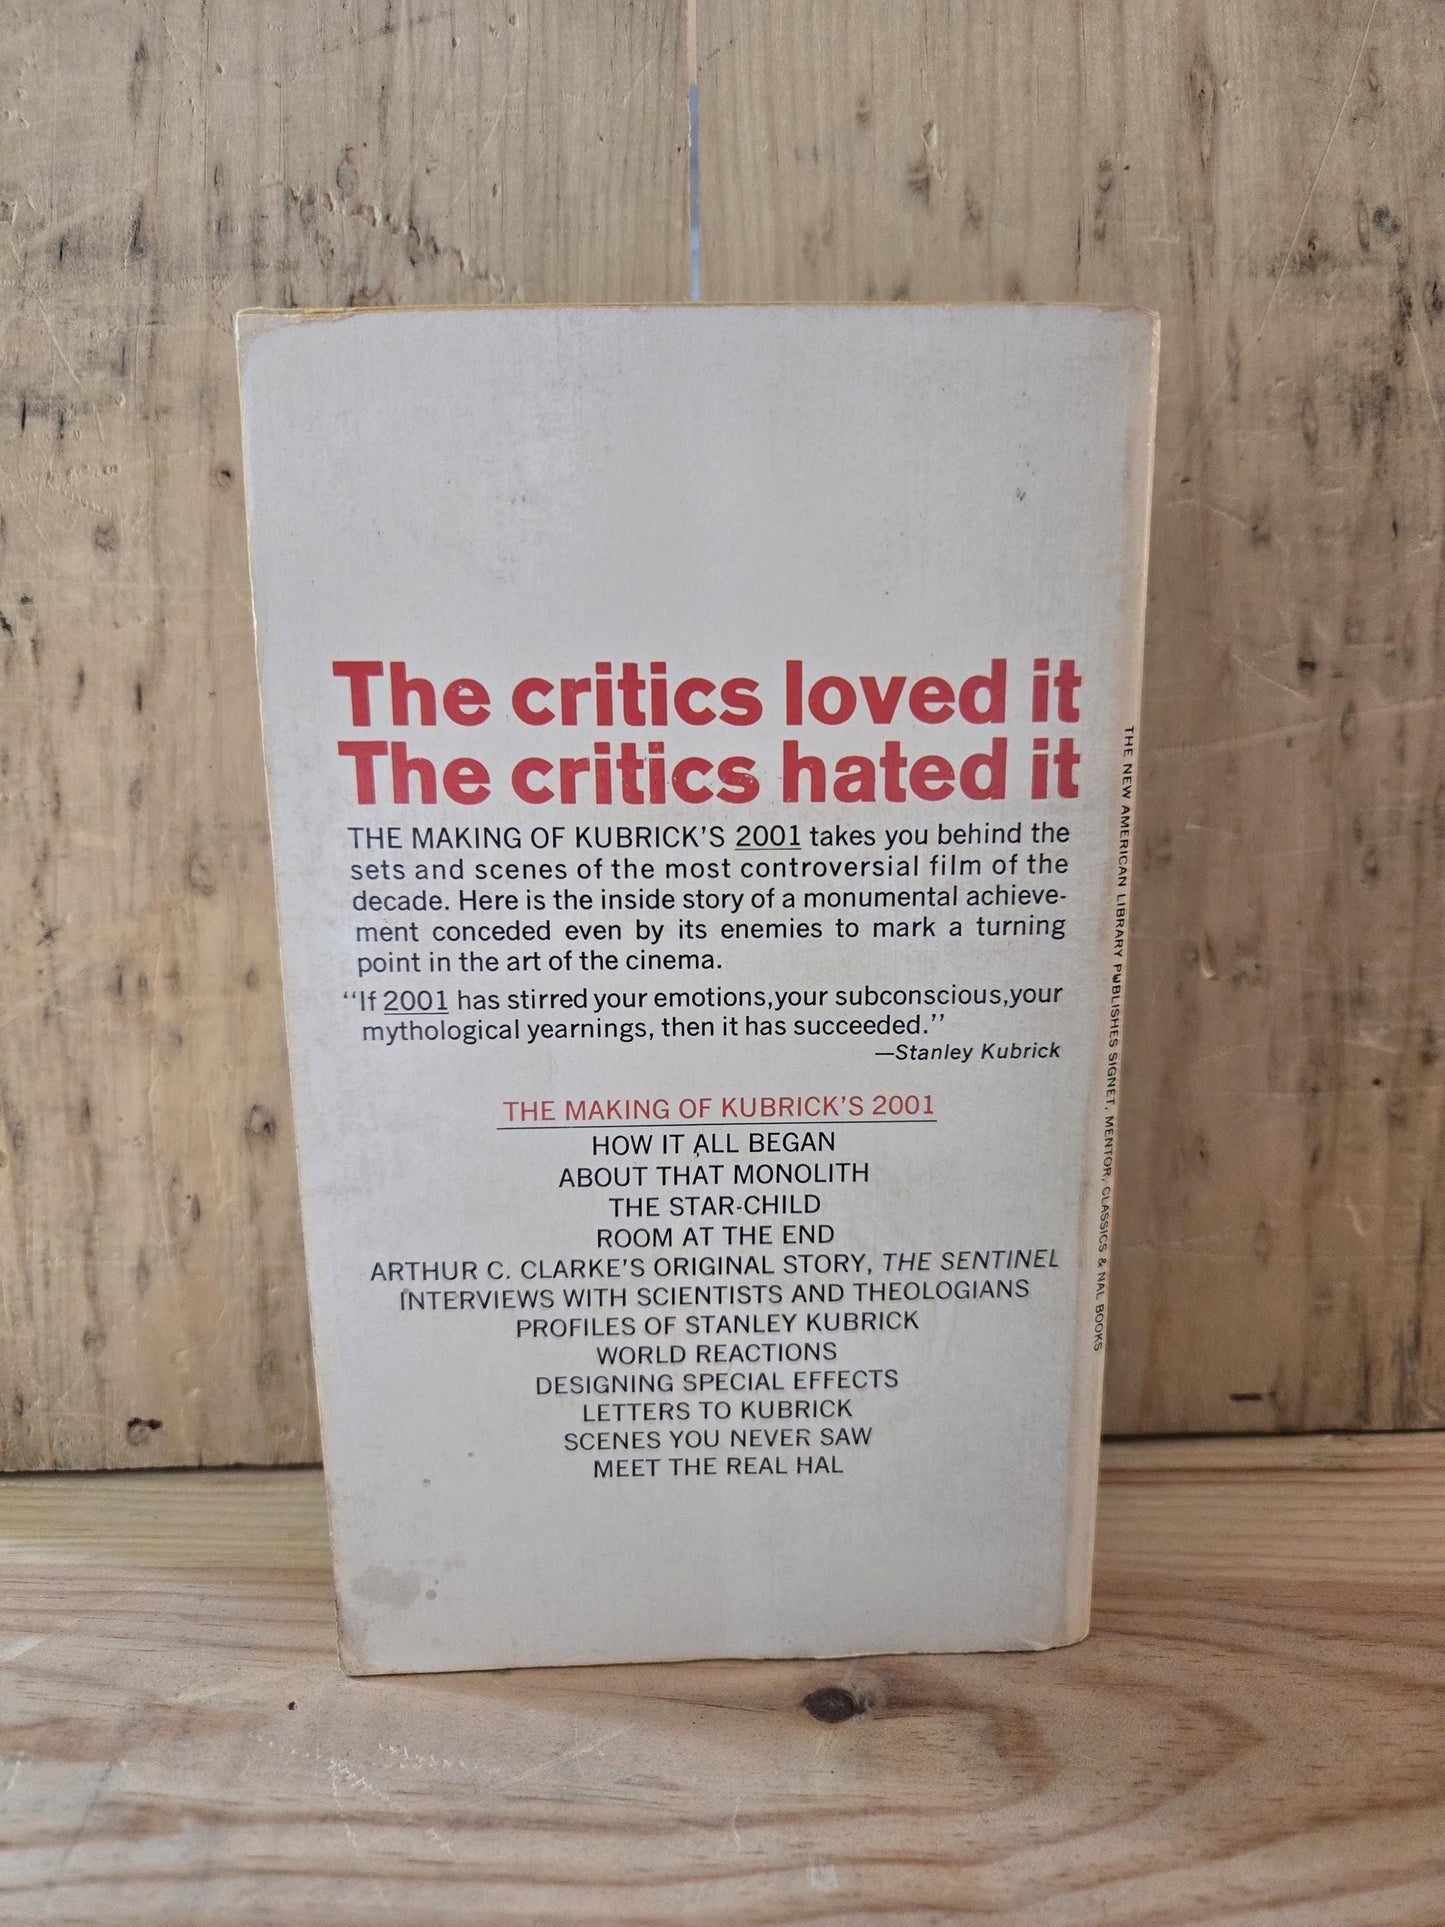 The critics loved it
The critics hated it
THE MAKING OF KUBRICK'S 2001 takes you behind the
sets and scenes of the most controversial film of the
decade. Here is the inside story of a monumental achieve-
ment conceded even by its enemies to mark a turning
point in the art of the cinema.
“If 2001 has stirred your emotions,your subconscious,your
mythological yearnings, then it has succeeded.”
—Stanley Kubrick
THE MAKING OF KUBRICK'S 2001
HOW IT ALL BEGAN
ABOUT THAT MONOLITH
THE STAR-CHILD
ROOM AT THE END
ARTHUR C. CLARKE'S ORIGINAL STORY, THE SENTINEL
INTERVIEWS WITH SCIENTISTS AND THEOLOGIANS
PROFILES OF STANLEY KUBRICK
WORLD REACTIONS
DESIGNING SPECIAL EFFECTS
LETTERS TO KUBRICK
SCENES YOU NEVER SAW
MEET THE REAL HAL
THE NEW AMERICAN LIBRARY PUBLISHES SIGNET, MENTOR, CLASSICS & NAL BOOKS